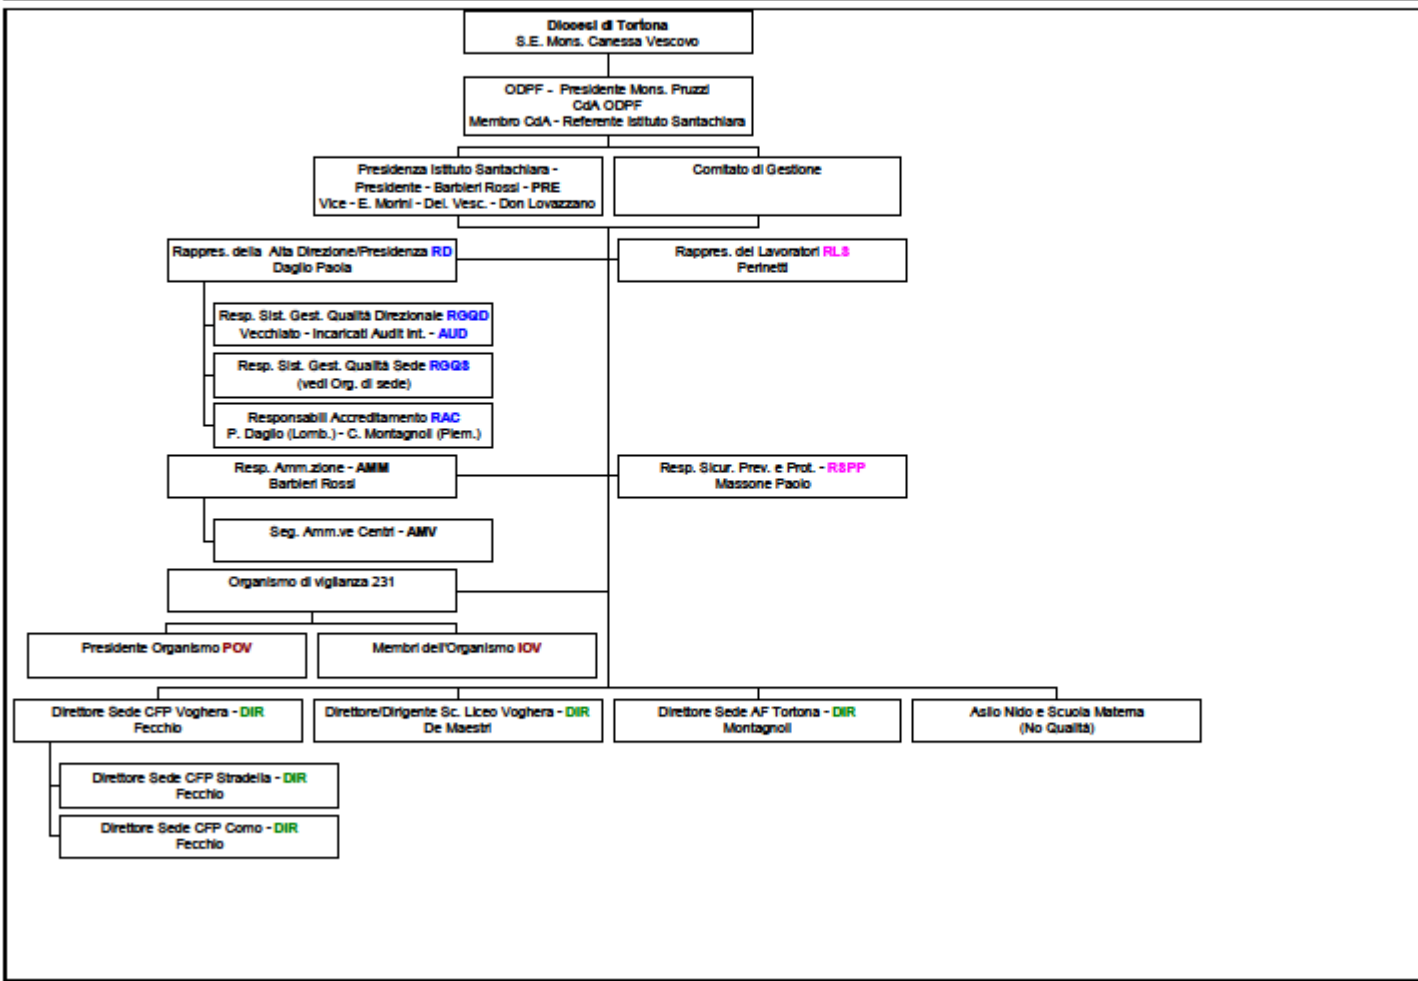 Diocesi di Tortona
S.E. Mons. Canessa Vescovo
ODPF - Presidente Mons. Pruzzi
CdA ODPF
Membro CdA - Referente Istituto Santachiara
Presidenza Istituto Santachiara -
Presidente - Barbieri Rossi - PRE
Vice - E. Morini - Del. Vesc. - Don Lovazzano
Comitato di Gestione
Rappres. della Alta Direzione/Presidenza RD
Daglio Paola
Rappres. dei Lavoratori RLS
Perinetti
Resp. Sist. Gest. Qualità Direzionale RGQD
Vecchiato - Incaricati Audit Int. - AUD
Resp. Sist. Gest. Qualità Sede RGQS
(vedi Org. di sede)
Responsabili Accreditamento RAC
P. Daglio (Lomb.) - C. Montagnoli (Piem.)
Resp. Amm.zione - AMM
Barbieri Rossi
Resp. Sicur. Prev. e Prot. - RSPP
Massone Paolo
Seg. Amm.ve Centri - AMV
Organismo di vigilanza 231
Presidente Organismo POV
Membri dell'Organismo IOV
Direttore Sede CFP Voghera - DIR
Fecchio
Direttore/Dirigente Sc. Liceo Voghera - DIR
De Maestri
Direttore Sede AF Tortona - DIR
Montagnoli
Asilo Nido e Scuola Materna
(No Qualità)
Direttore Sede CFP Stradella - DIR
Fecchio
Direttore Sede CFP Como - DIR
Fecchio